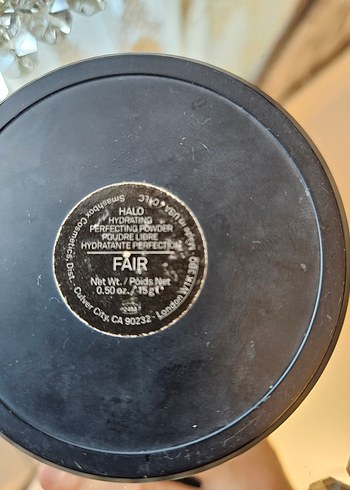 HALO
HYDRATING
PERFECTING POWDER
POUDRE LIBRE
HYDRATANTE PERFECTION
FAIR
Net Wt. / Poids Net
0.50 oz. / 15 g ℮
Smashbox Cosmetics, Dist. · Culver City, CA 90232 · London W1K